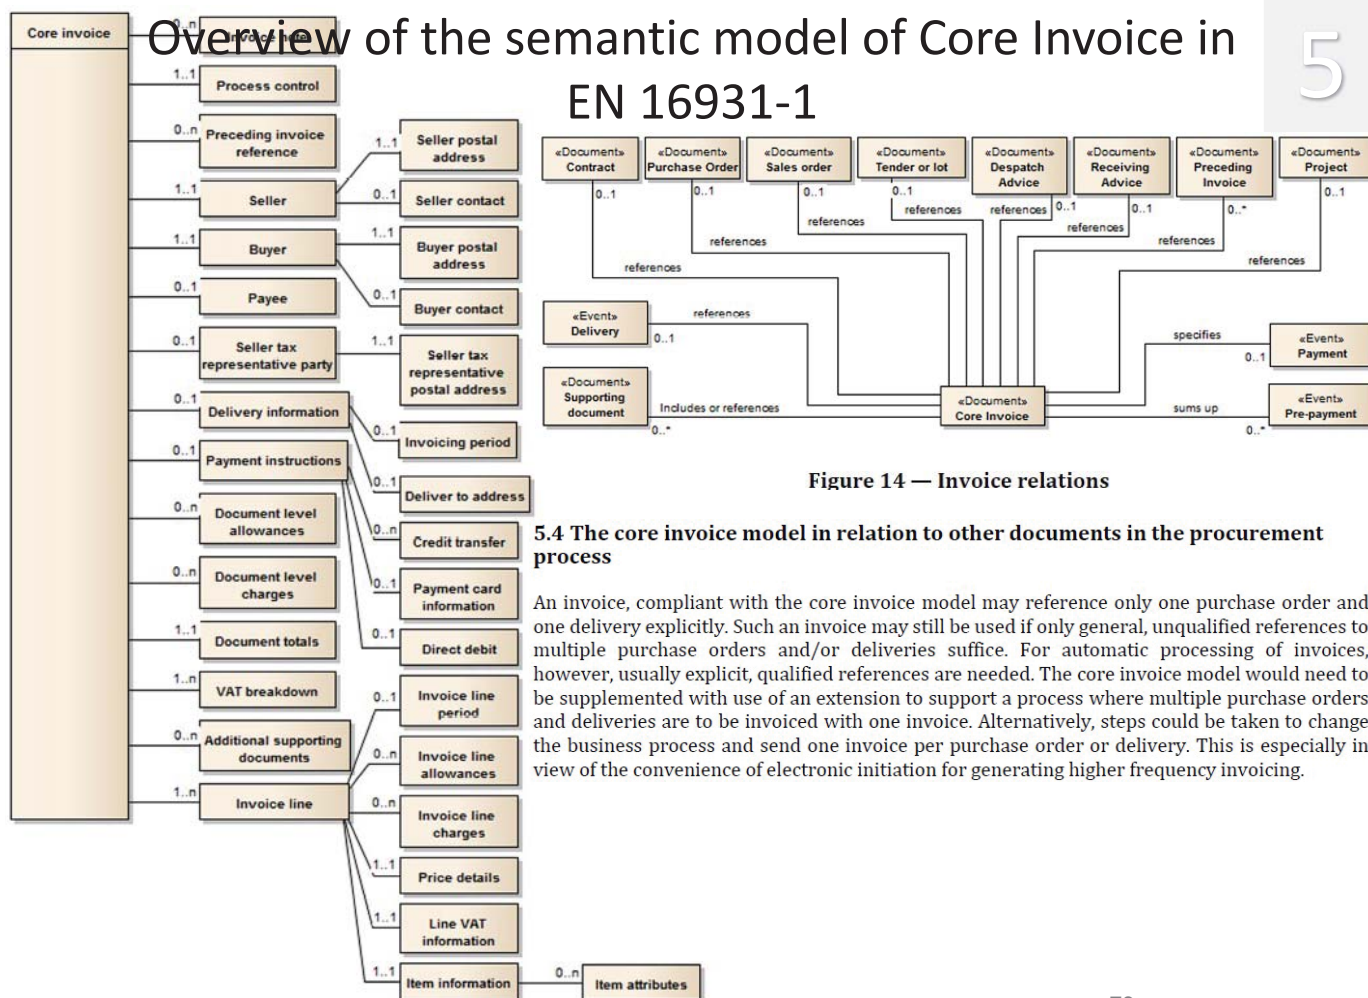 Overview of the semantic model of Core Invoice in
EN 16931-1
5
Core invoice
0..n
Invoice note
1..1
Process control
0..n
Preceding invoice
reference
1..1
Seller
1..1
Seller postal
address
0..1
Seller contact
1..1
Buyer
1..1
Buyer postal
address
0..1
Buyer contact
0..1
Payee
0..1
Seller tax
representative party
1..1
Seller tax
representative
postal address
0..1
Delivery information
0..1
Invoicing period
0..1
Deliver to address
0..1
Payment instructions
0..n
Credit transfer
0..1
Payment card
information
0..1
Direct debit
0..n
Document level
allowances
0..n
Document level
charges
1..1
Document totals
1..n
VAT breakdown
0..n
Additional supporting
documents
1..n
Invoice line
0..1
Invoice line
period
0..n
Invoice line
allowances
0..n
Invoice line
charges
1..1
Price details
1..1
Line VAT
information
1..1
Item information
0..n
Item attributes
«Document»
Contract
0..1
references
«Document»
Purchase Order
0..1
references
«Document»
Sales order
0..1
references
«Document»
Tender or lot
0..1
references
«Document»
Despatch
Advice
0..1
references
«Document»
Receiving
Advice
0..1
references
«Document»
Preceding
Invoice
0..*
references
«Document»
Project
0..1
references
«Event»
Delivery
0..1
references
«Document»
Supporting
document
0..*
Includes or references
«Document»
Core Invoice
specifies
0..1
«Event»
Payment
sums up
0..*
«Event»
Pre-payment
Figure 14 — Invoice relations
5.4 The core invoice model in relation to other documents in the procurement
process
An invoice, compliant with the core invoice model may reference only one purchase order and
one delivery explicitly. Such an invoice may still be used if only general, unqualified references to
multiple purchase orders and/or deliveries suffice. For automatic processing of invoices,
however, usually explicit, qualified references are needed. The core invoice model would need to
be supplemented with use of an extension to support a process where multiple purchase orders
and deliveries are to be invoiced with one invoice. Alternatively, steps could be taken to change
the business process and send one invoice per purchase order or delivery. This is especially in
view of the convenience of electronic initiation for generating higher frequency invoicing.